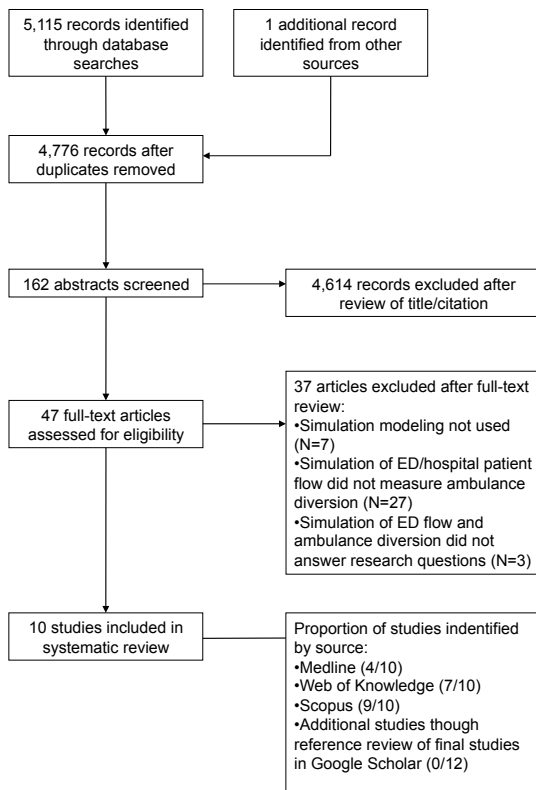 5,115 records identified
through database
searches
1 additional record
identified from other
sources
4,776 records after
duplicates removed
162 abstracts screened
4,614 records excluded after
review of title/citation
47 full-text articles
assessed for eligibility
37 articles excluded after full-text
review:
•Simulation modeling not used
(N=7)
•Simulation of ED/hospital patient
flow did not measure ambulance
diversion (N=27)
•Simulation of ED flow and
ambulance diversion did not
answer research questions (N=3)
10 studies included in
systematic review
Proportion of studies indentified
by source:
•Medline (4/10)
•Web of Knowledge (7/10)
•Scopus (9/10)
•Additional studies though
reference review of final studies
in Google Scholar (0/12)